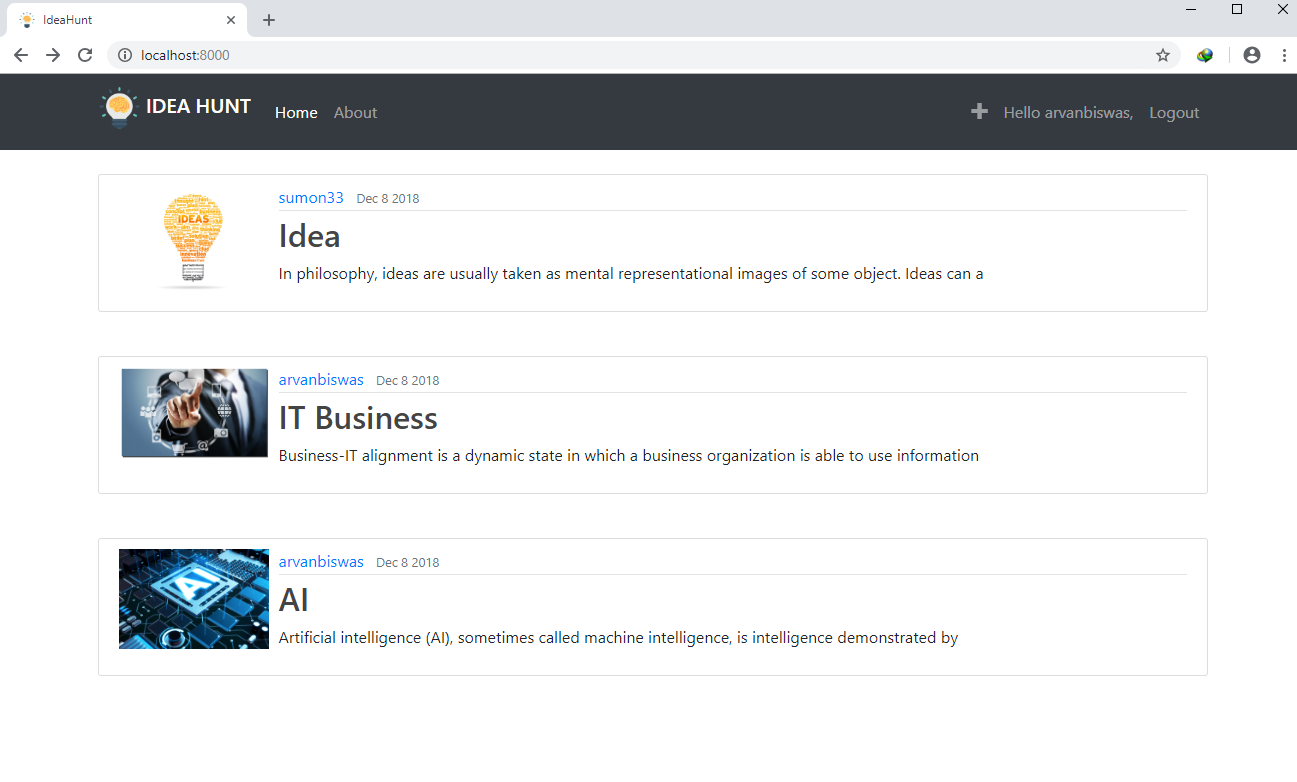 IdeaHunt
localhost:8000
IDEA HUNT Home About Hello arvanbiswas, Logout
IDEAS
sumon33 Dec 8 2018
Idea
In philosophy, ideas are usually taken as mental representational images of some object. Ideas can a
arvanbiswas Dec 8 2018
IT Business
Business-IT alignment is a dynamic state in which a business organization is able to use information
AI
arvanbiswas Dec 8 2018
AI
Artificial intelligence (AI), sometimes called machine intelligence, is intelligence demonstrated by